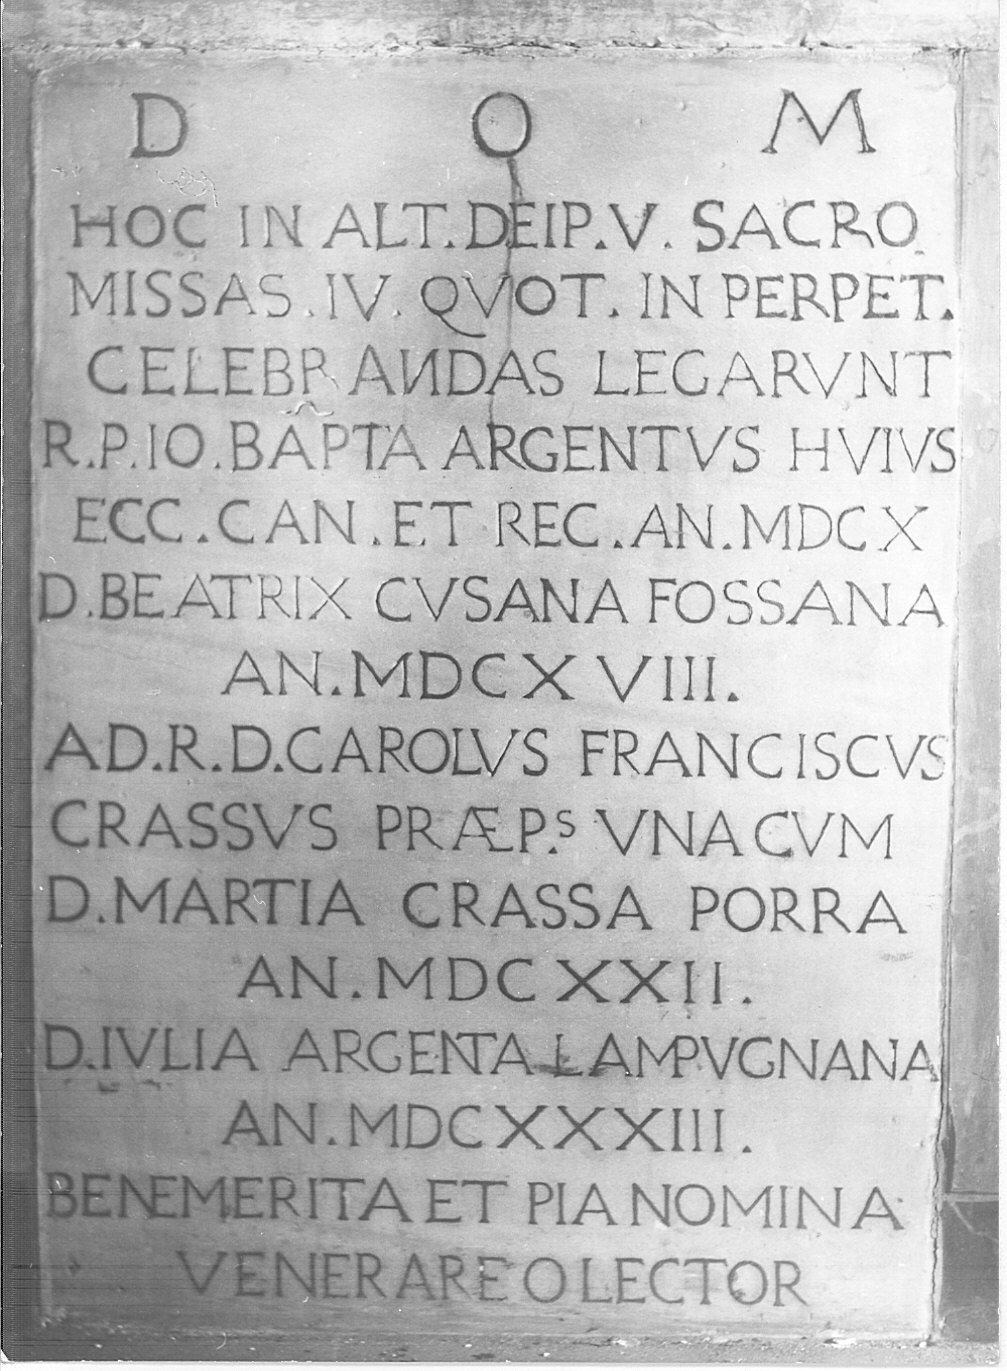 D O M
HOC IN ALT. DEIP. V. SACRO
MISSAS. IV. QVOT. IN PERPET.
CELEBRANDAS LEGARVNT
R. P. IO. BAPTA ARGENTVS HVIVS
ECC. CAN. ET REC. AN. MDCX
D. BEATRIX CVSANA FOSSANA
AN. MDCXVIII.
AD. R. D. CAROLVS FRANCISCVS
CRASSVS PRÆP.S VNACVM
D. MARTIA CRASSA PORRA
AN. MDCXXII.
D. IVLIA ARGENTA LAMPVGNANA
AN. MDCXXXIII.
BENEMERITA ET PIA NOMINA
VENERARE O LECTOR